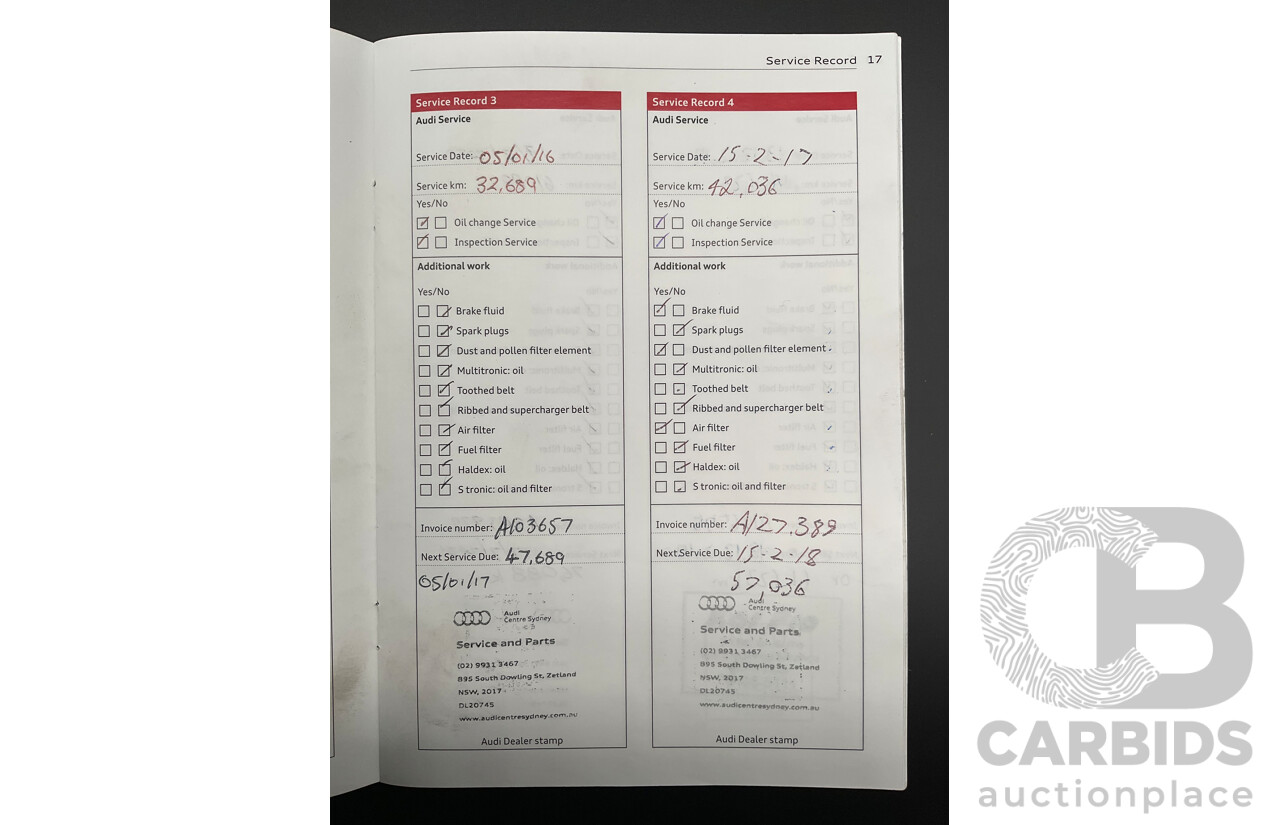 Service Record 17
Service Record 3
Audi Service
Service Date: 05/01/16
Service km: 32,689
Yes/No
Oil change Service
Inspection Service
Additional work
Yes/No
Brake fluid
Spark plugs
Dust and pollen filter element
Multitronic: oil
Toothed belt
Ribbed and supercharger belt
Air filter
Fuel filter
Haldex: oil
S tronic: oil and filter
Invoice number: A103657
Next Service Due: 47,689
05/01/17
Audi
Centre Sydney
Service and Parts
(02) 9931 3467
895 South Dowling St, Zetland
NSW, 2017
DL20745
www.audicentresydney.com.au
Audi Dealer stamp
Service Record 4
Audi Service
Service Date: 15-2-17
Service km: 42,036
Yes/No
Oil change Service
Inspection Service
Additional work
Yes/No
Brake fluid
Spark plugs
Dust and pollen filter element
Multitronic: oil
Toothed belt
Ribbed and supercharger belt
Air filter
Fuel filter
Haldex: oil
S tronic: oil and filter
Invoice number: A127.389
Next Service Due: 15-2-18
57,036
Audi
Centre Sydney
Service and Parts
(02) 9931 3467
895 South Dowling St, Zetland
NSW, 2017
DL20745
www.audicentresydney.com.au
Audi Dealer stamp
CB
CARBIDS
auctionplace